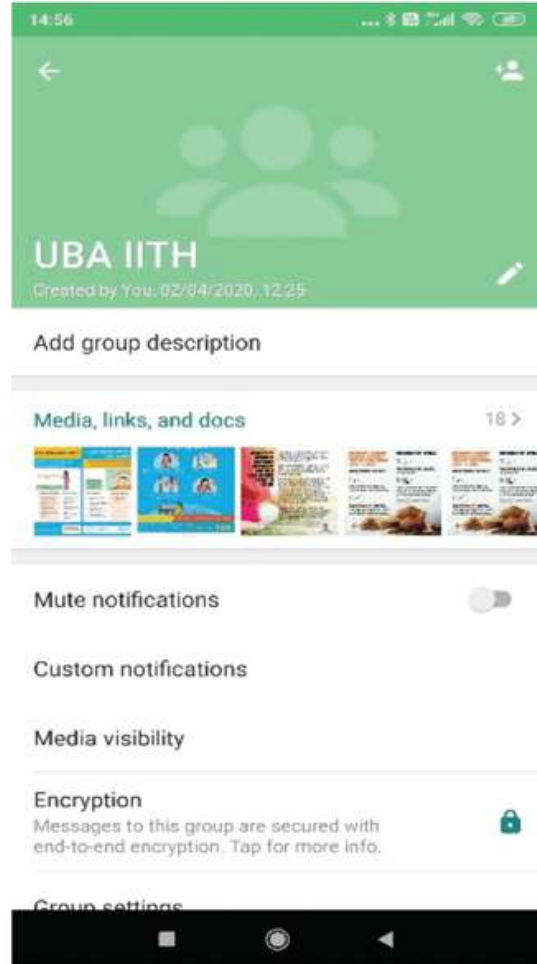 14:56
UBA IITH
Created by You, 02/04/2020, 12:25
Add group description
Media, links, and docs
18 >
Mute notifications
Custom notifications
Media visibility
Encryption
Messages to this group are secured with
end-to-end encryption. Tap for more info.
Group settings